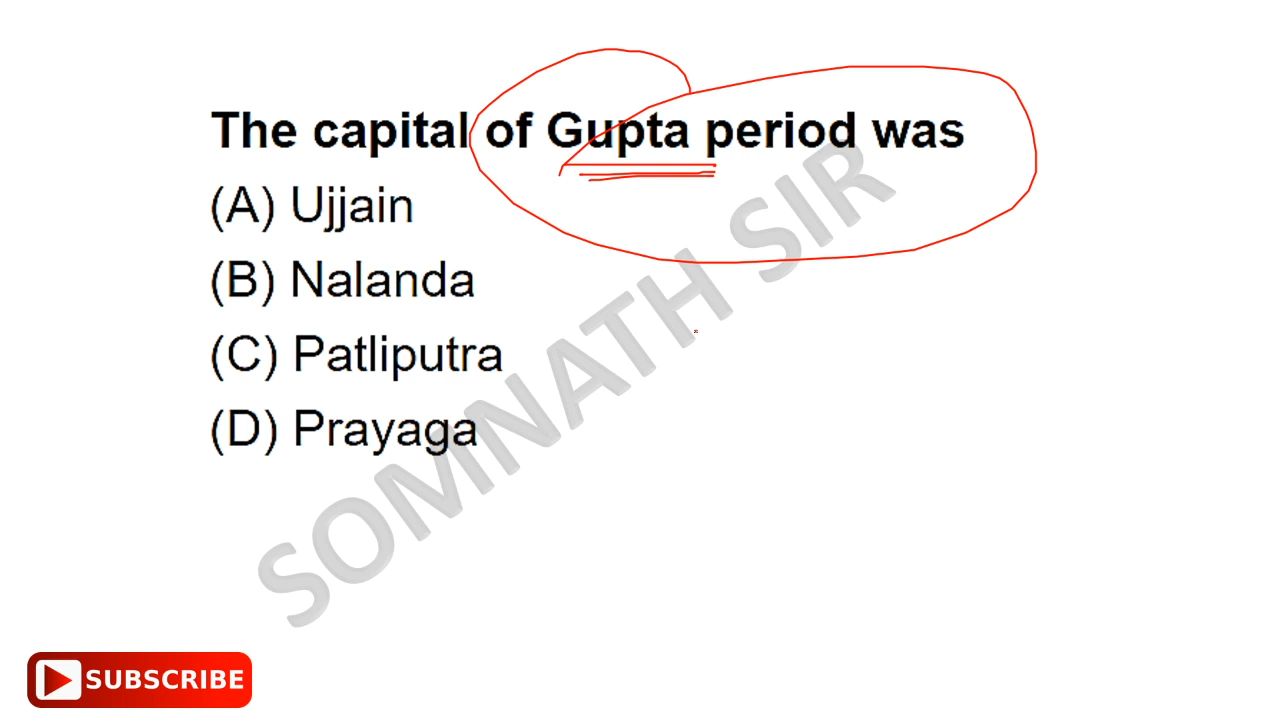 The capital of Gupta period was
(A) Ujjain
(B) Nalanda
(C) Patliputra
(D) Prayaga
SOMNATH SIR
SUBSCRIBE